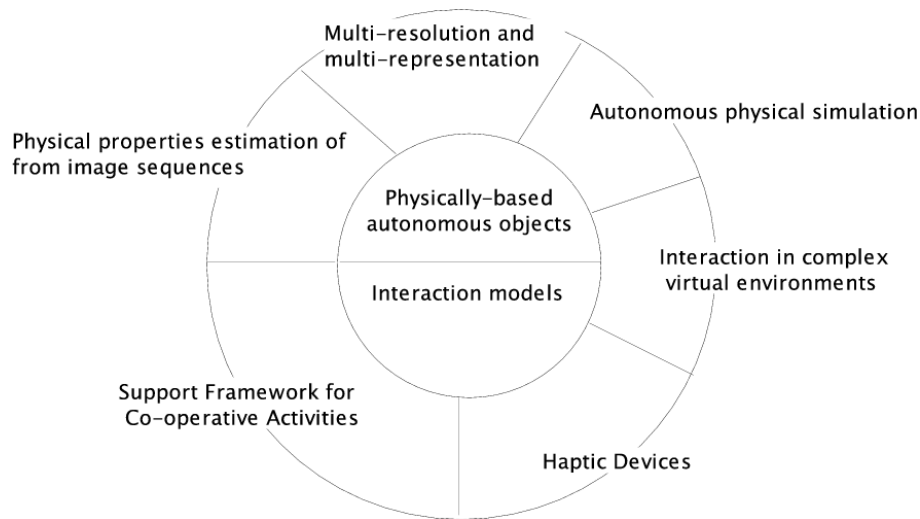 Multi-resolution and
multi-representation
Autonomous physical simulation
Physical properties estimation of
from image sequences
Physically-based
autonomous objects
Interaction in complex
virtual environments
Interaction models
Support Framework for
Co-operative Activities
Haptic Devices